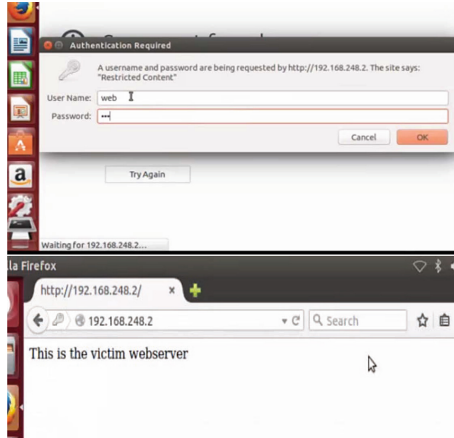 Authentication Required
A username and password are being requested by http://192.168.248.2. The site says:
"Restricted Content"
User Name: web
Password: •••
Cancel OK
Try Again
Waiting for 192.168.248.2...
la Firefox
http://192.168.248.2/ ×
192.168.248.2 Search
This is the victim webserver